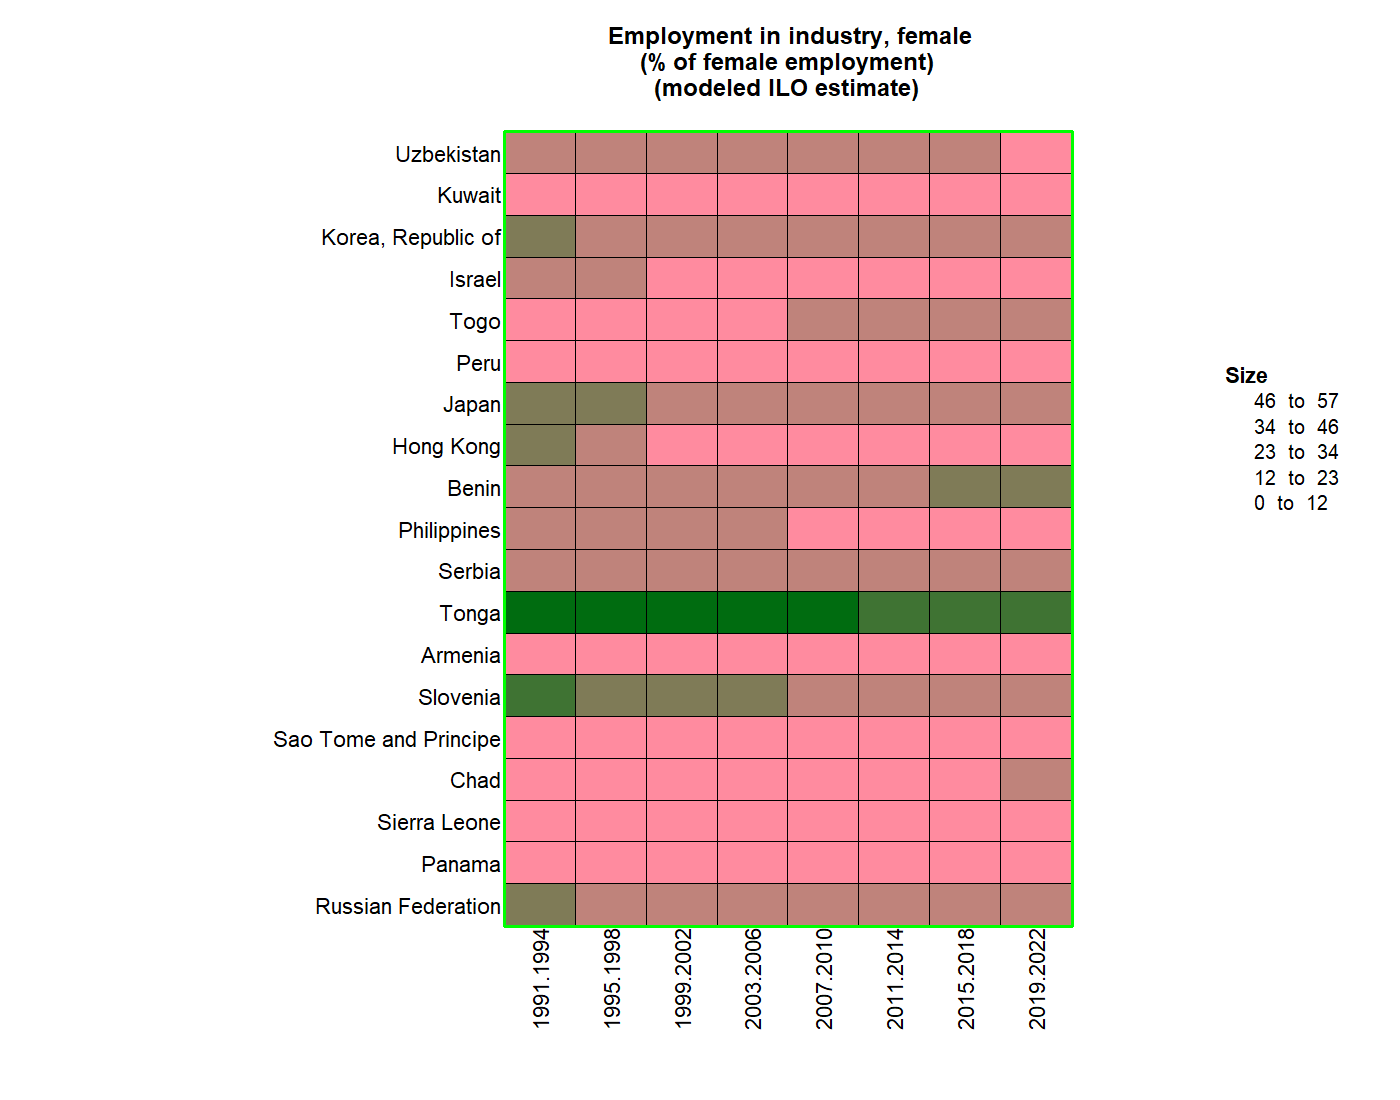 Employment in industry, female
(% of female employment)
(modeled ILO estimate)
Uzbekistan
Kuwait
Korea, Republic of
Israel
Togo
Peru
Japan
Hong Kong
Benin
Philippines
Serbia
Tonga
Armenia
Slovenia
Sao Tome and Principe
Chad
Sierra Leone
Panama
Russian Federation
1991.1994
1995.1998
1999.2002
2003.2006
2007.2010
2011.2014
2015.2018
2019.2022
Size
46 to 57
34 to 46
23 to 34
12 to 23
0 to 12